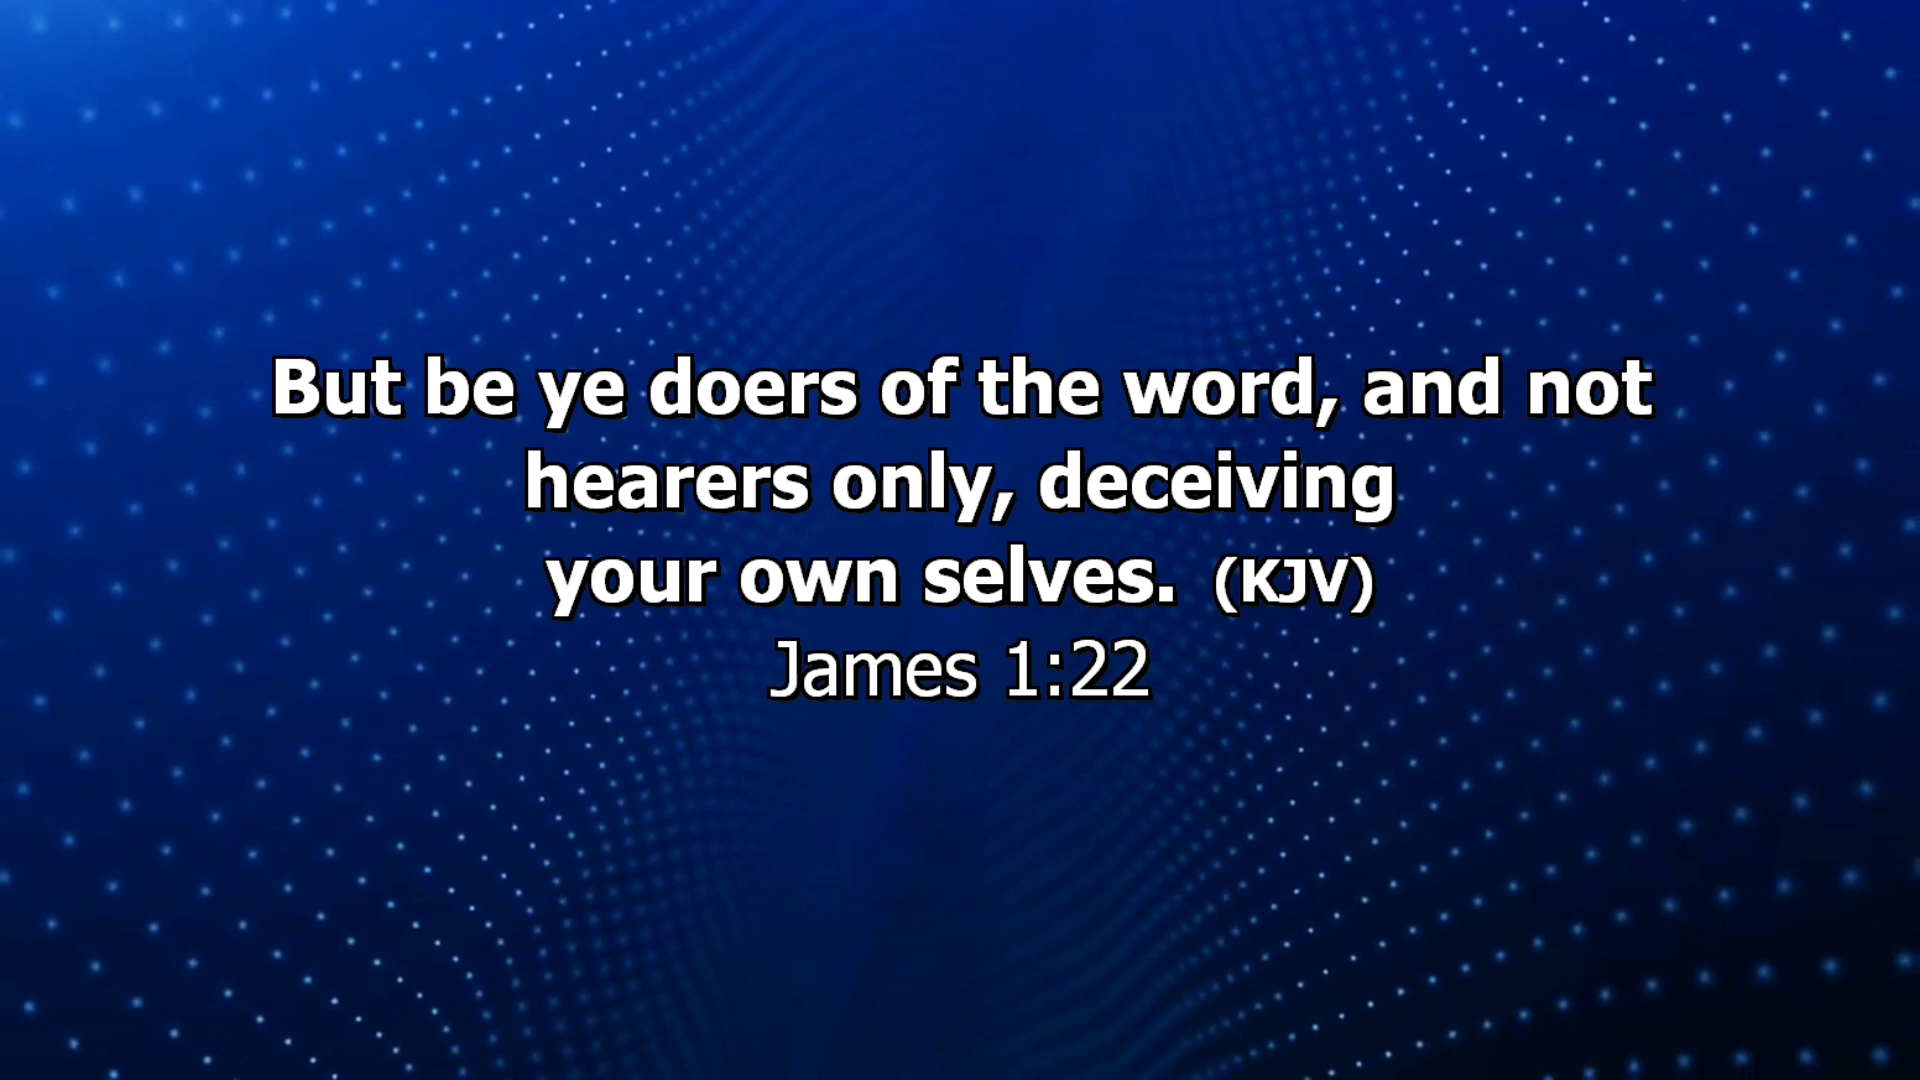 But be ye doers of the word, and not
hearers only, deceiving
your own selves. (KJV)
James 1:22